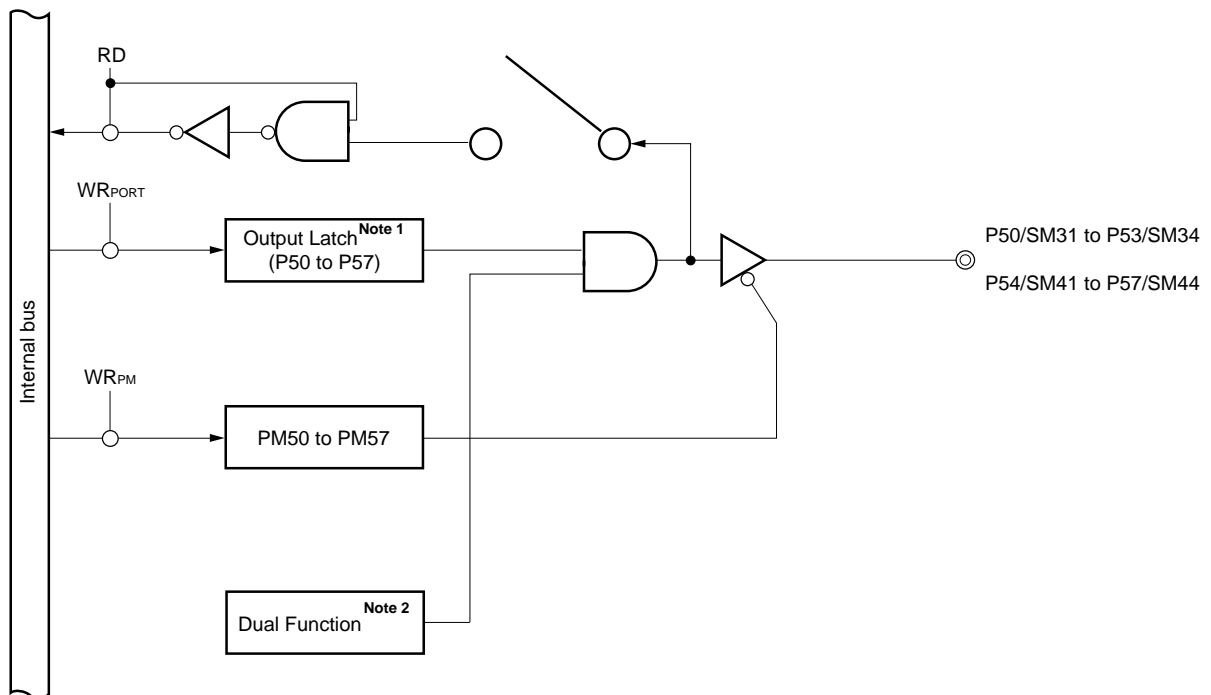 RD
WRPORT
Output Latch Note 1
(P50 to P57)
P50/SM31 to P53/SM34
P54/SM41 to P57/SM44
Internal bus
WRPM
PM50 to PM57
Dual Function Note 2